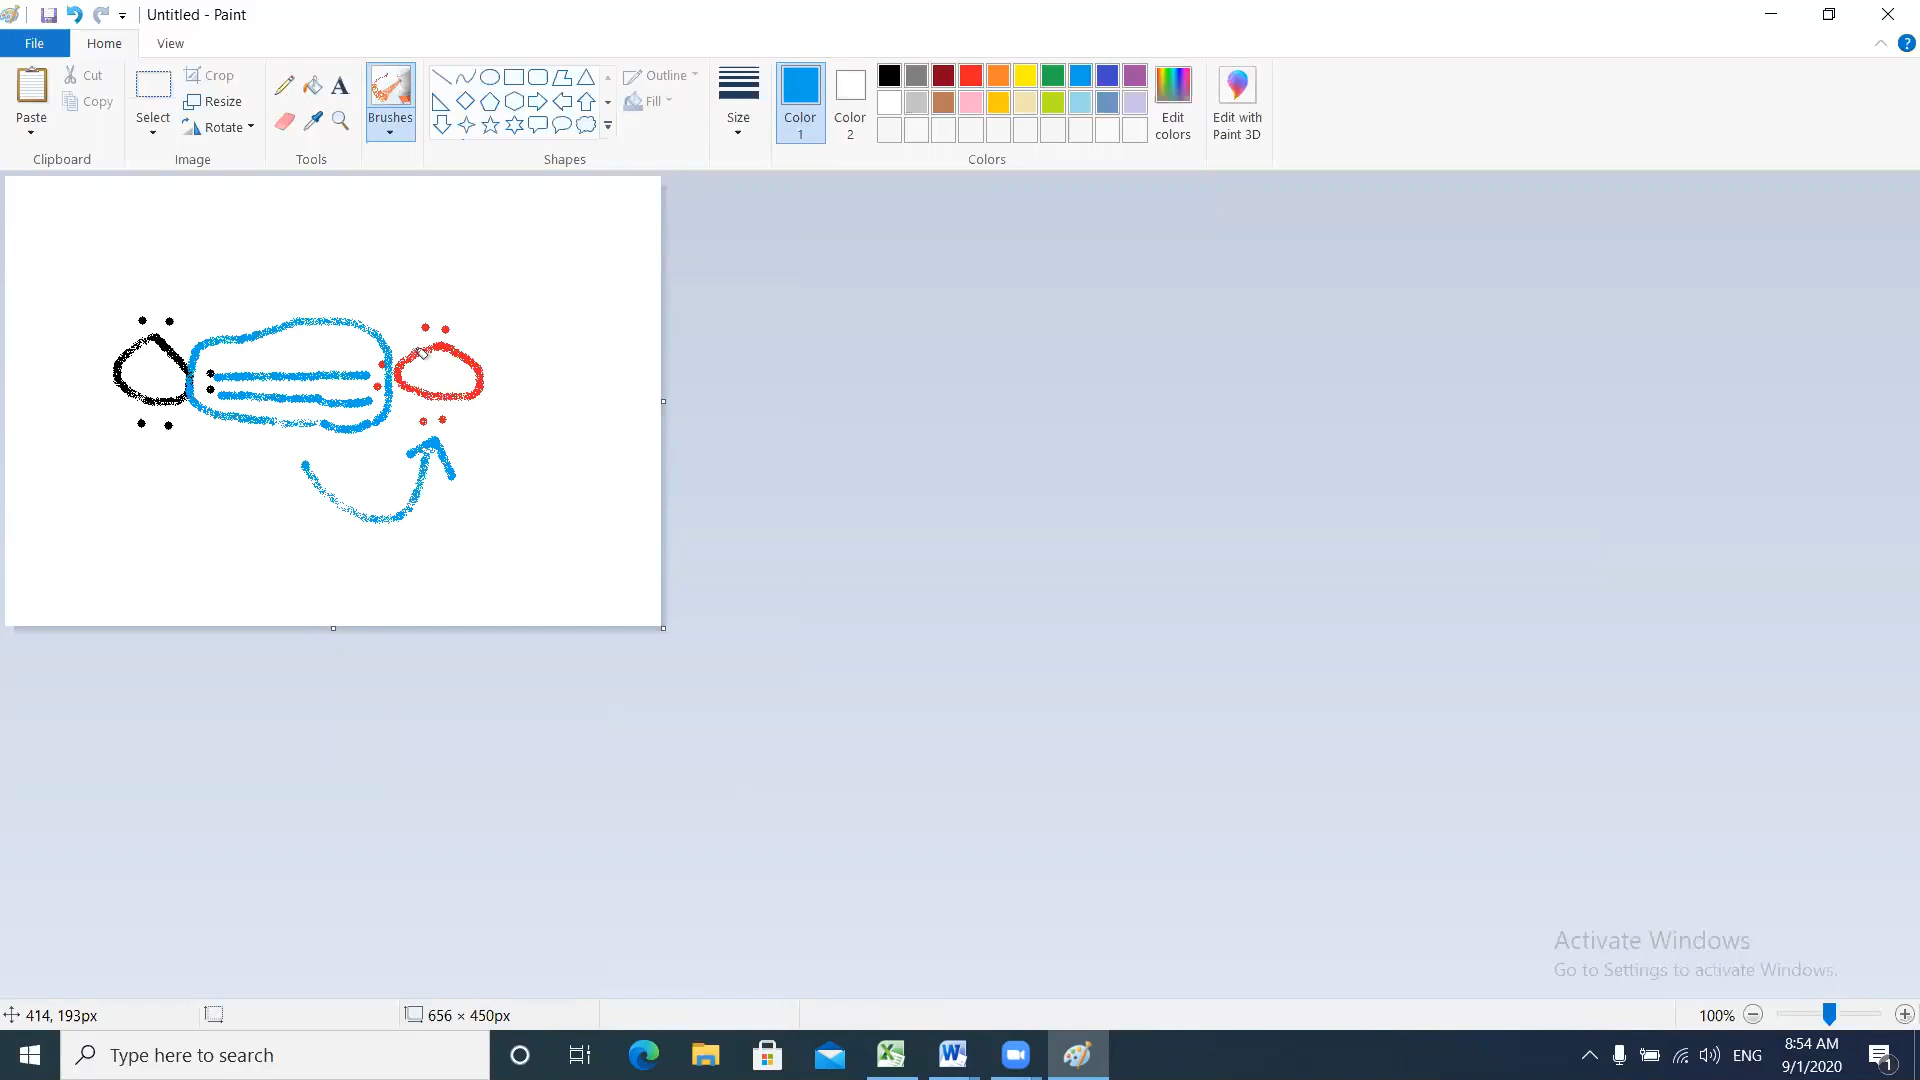 Untitled - Paint
File Home View
Paste
Cut
Copy
Clipboard
Select
Crop
Resize
Rotate
Image
A
Tools
Brushes
Outline
Fill
Shapes
Size
Color
1
Color
2
Colors
Edit
colors
Edit with
Paint 3D
?
Activate Windows
Go to Settings to activate Windows.
414, 193px
656 × 450px
100%
Type here to search
ENG
8:54 AM
9/1/2020
1